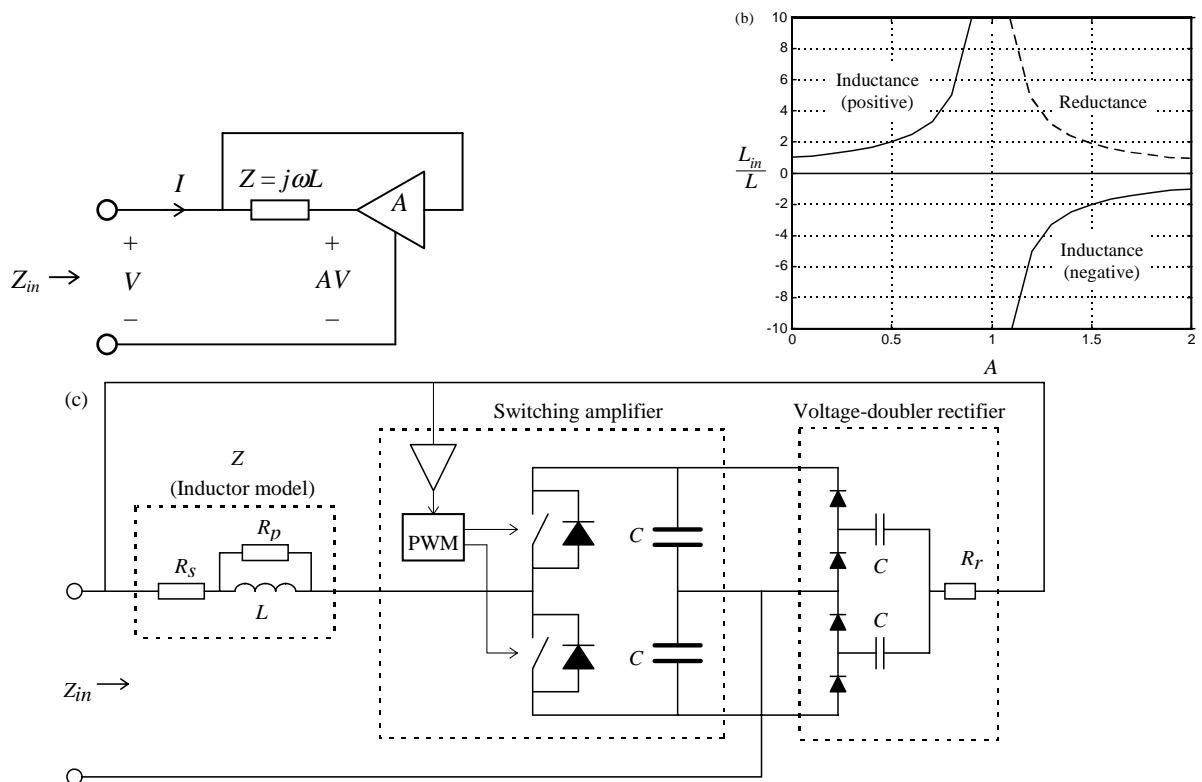 Z = jωL
I
A
+
+
Z_in →
V
AV
−
−
(b)
10
8
6
4
2
0
-2
-4
-6
-8
-10
L_in
L
Inductance
(positive)
Reductance
Inductance
(negative)
0
0.5
1
1.5
2
A
(c)
Switching amplifier
Voltage-doubler rectifier
Z
(Inductor model)
R_p
R_s
L
PWM
C
C
C
C
R_r
Z_in →